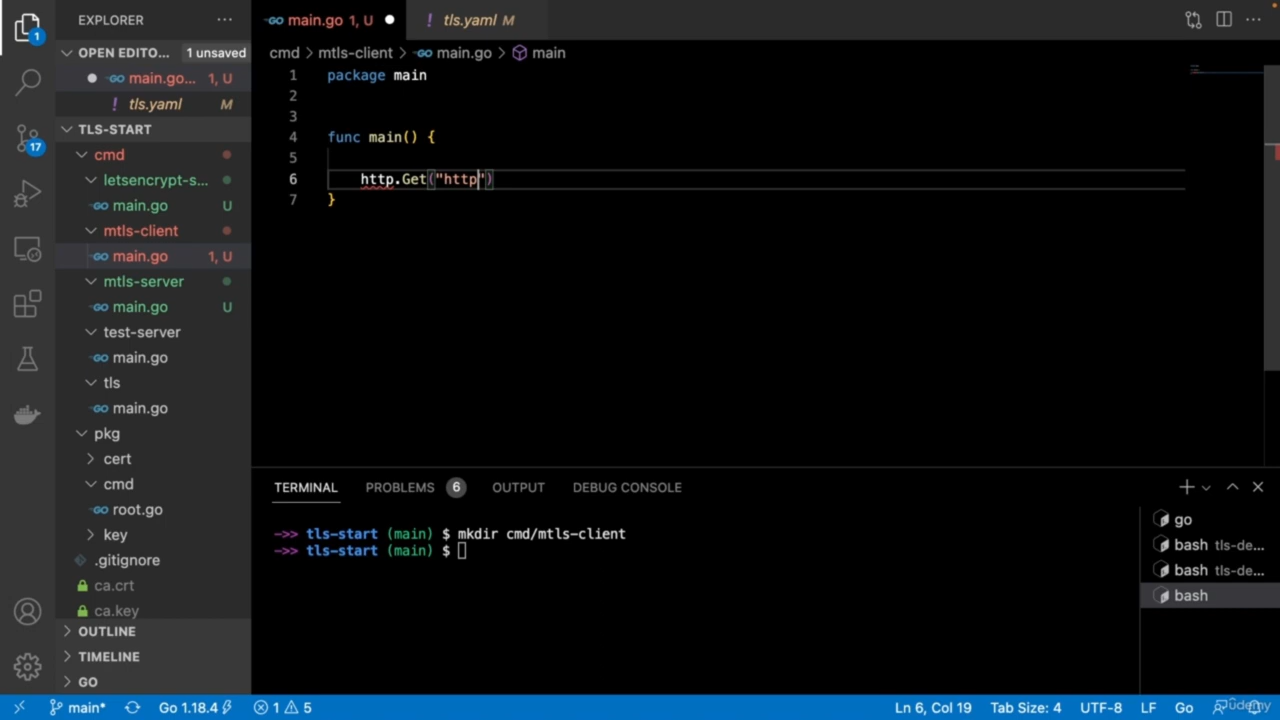 EXPLORER
main.go 1, U
tls.yaml M
OPEN EDITO... 1 unsaved
cmd > mtls-client > main.go > main
main.go... 1, U
tls.yaml M
TLS-START
cmd
letsencrypt-s...
main.go U
mtls-client
main.go 1, U
mtls-server
main.go U
test-server
main.go
tls
main.go
pkg
cert
cmd
root.go
key
.gitignore
ca.crt
ca.key
OUTLINE
TIMELINE
GO
1
17
1 package main
2
3
4 func main() {
5
6 http.Get("http")
7 }
TERMINAL PROBLEMS 6 OUTPUT DEBUG CONSOLE
->> tls-start (main) $ mkdir cmd/mtls-client
->> tls-start (main) $
go
bash tls-de...
bash tls-de...
bash
main* Go 1.18.4 1 5 Ln 6, Col 19 Tab Size: 4 UTF-8 LF Go
Udemy